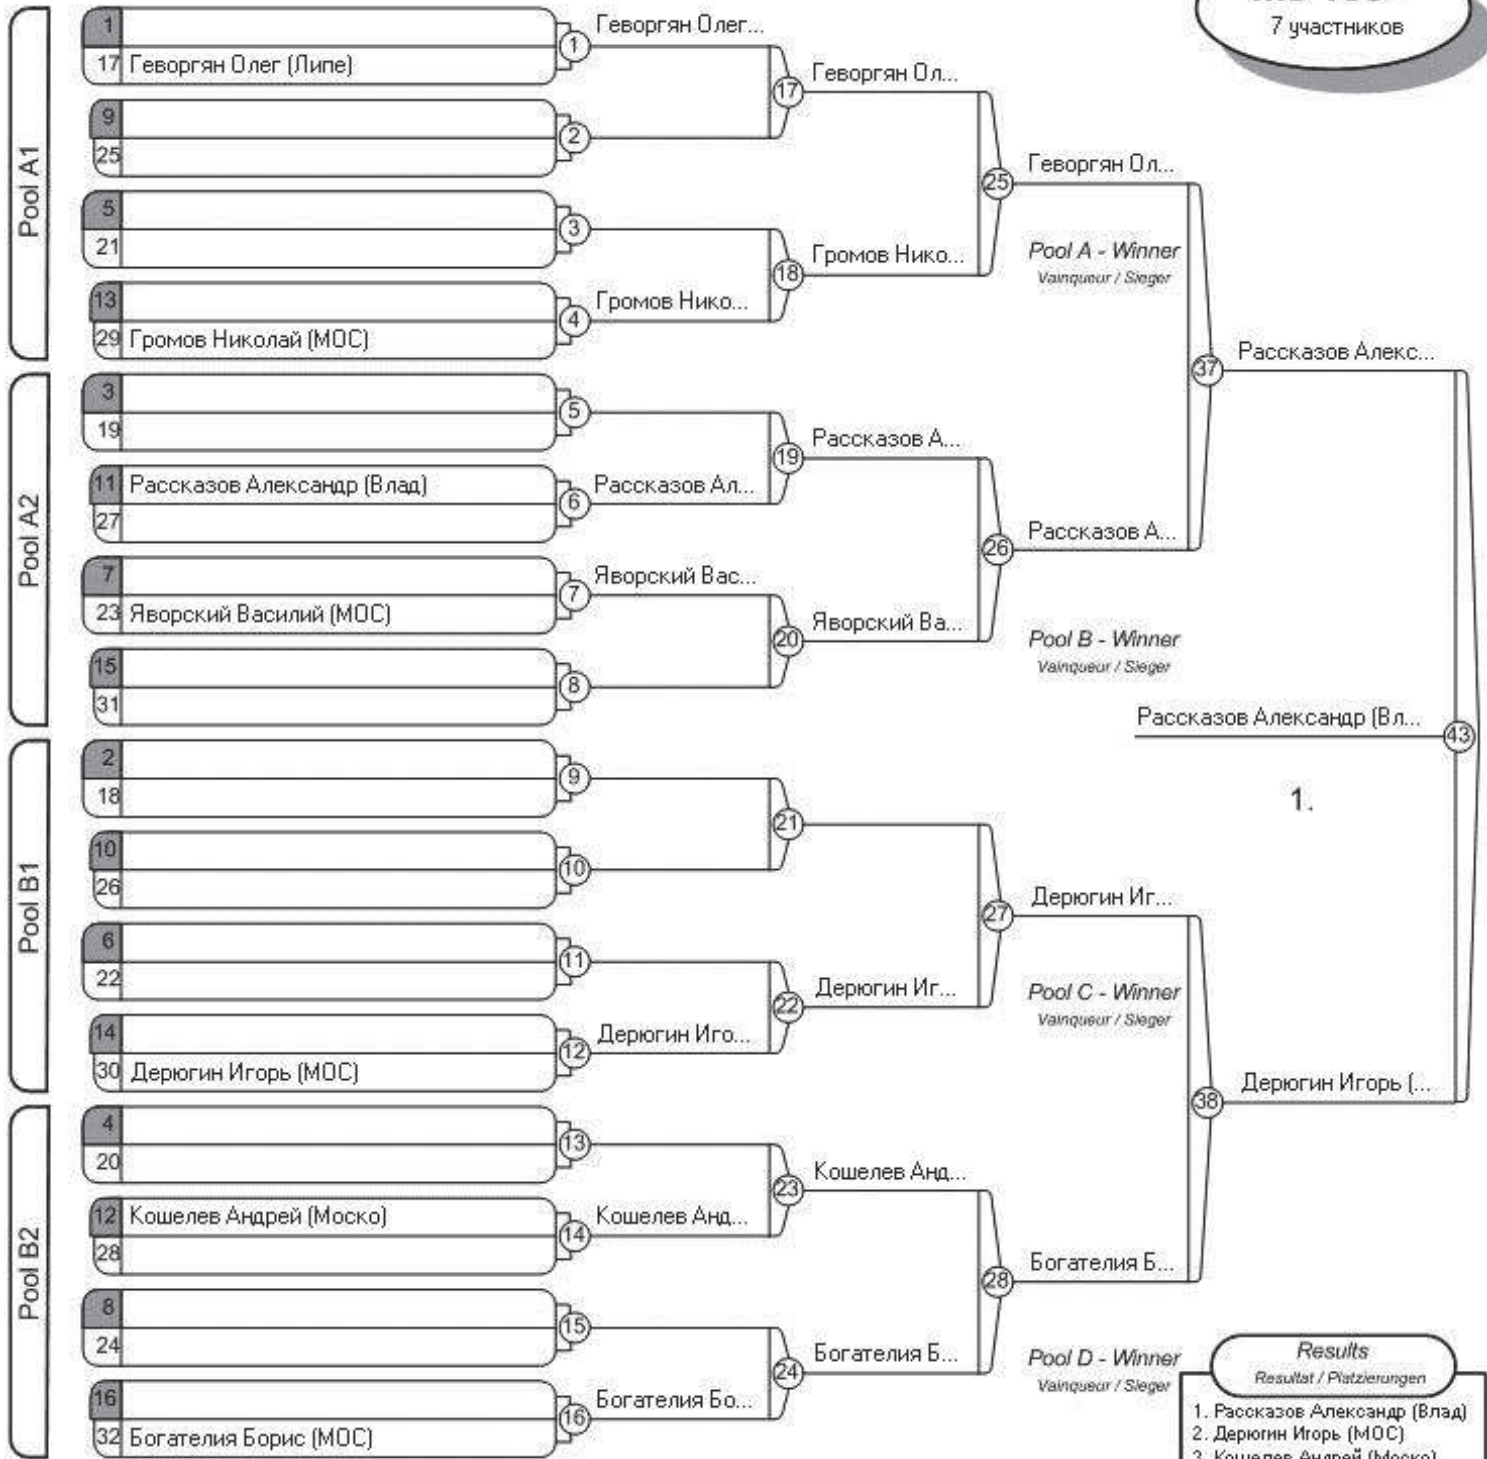 7 участников
Pool A1
1
17 Геворгян Олег (Липе)
1
Геворгян Олег...
9
25
2
17
Геворгян Ол...
5
21
3
13
29 Громов Николай (МОС)
4
Громов Нико...
18
Громов Нико...
25
Геворгян Ол...
Pool A - Winner
Vainqueur / Sieger
Pool A2
3
19
5
11 Рассказов Александр (Влад)
27
6
Рассказов Ал...
19
Рассказов А...
7
23 Яворский Василий (МОС)
7
Яворский Вас...
15
31
8
20
Яворский Ва...
26
Рассказов А...
Pool B - Winner
Vainqueur / Sieger
37
Рассказов Алекс...
Рассказов Александр (Вл...
43
1.
Pool B1
2
18
9
10
26
10
21
6
22
11
14
30 Дерюгин Игорь (МОС)
12
Дерюгин Иго...
22
Дерюгин Иг...
27
Дерюгин Иг...
Pool C - Winner
Vainqueur / Sieger
Pool B2
4
20
13
12 Кошелев Андрей (Моско)
28
14
Кошелев Анд...
23
Кошелев Анд...
8
24
15
16
32 Богателия Борис (МОС)
16
Богателия Бо...
24
Богателия Б...
28
Богателия Б...
Pool D - Winner
Vainqueur / Sieger
38
Дерюгин Игорь (...
Results
Resultat / Platzierungen
1. Рассказов Александр (Влад)
2. Дерюгин Игорь (МОС)
3. Кошелев Андрей (Моско)